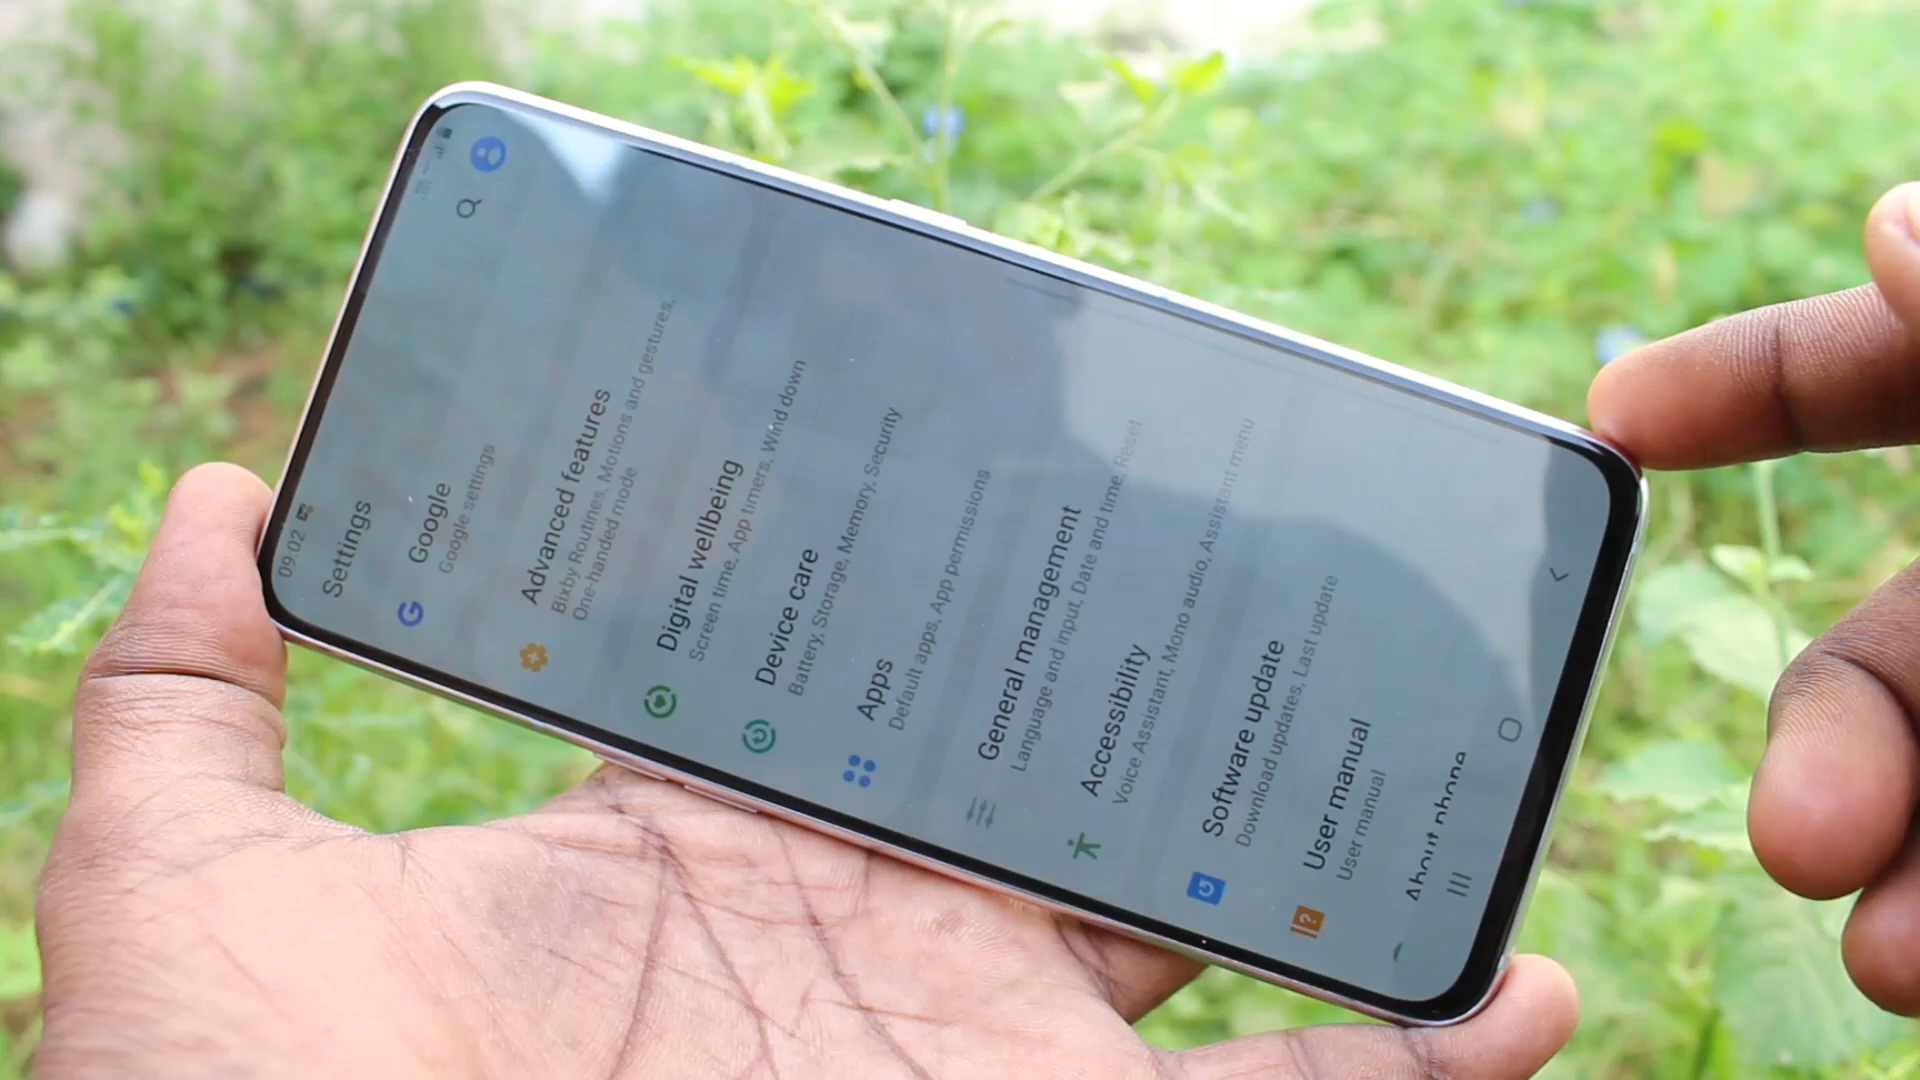 09:02
Settings
Google
Google settings
Advanced features
Bixby Routines, Motions and gestures,
One-handed mode
Digital wellbeing
Screen time, App timers, Wind down
Device care
Battery, Storage, Memory, Security
Apps
Default apps, App permissions
General management
Language and input, Date and time, Reset
Accessibility
Voice Assistant, Mono audio, Assistant menu
Software update
Download updates, Last update
User manual
User manual
About phone